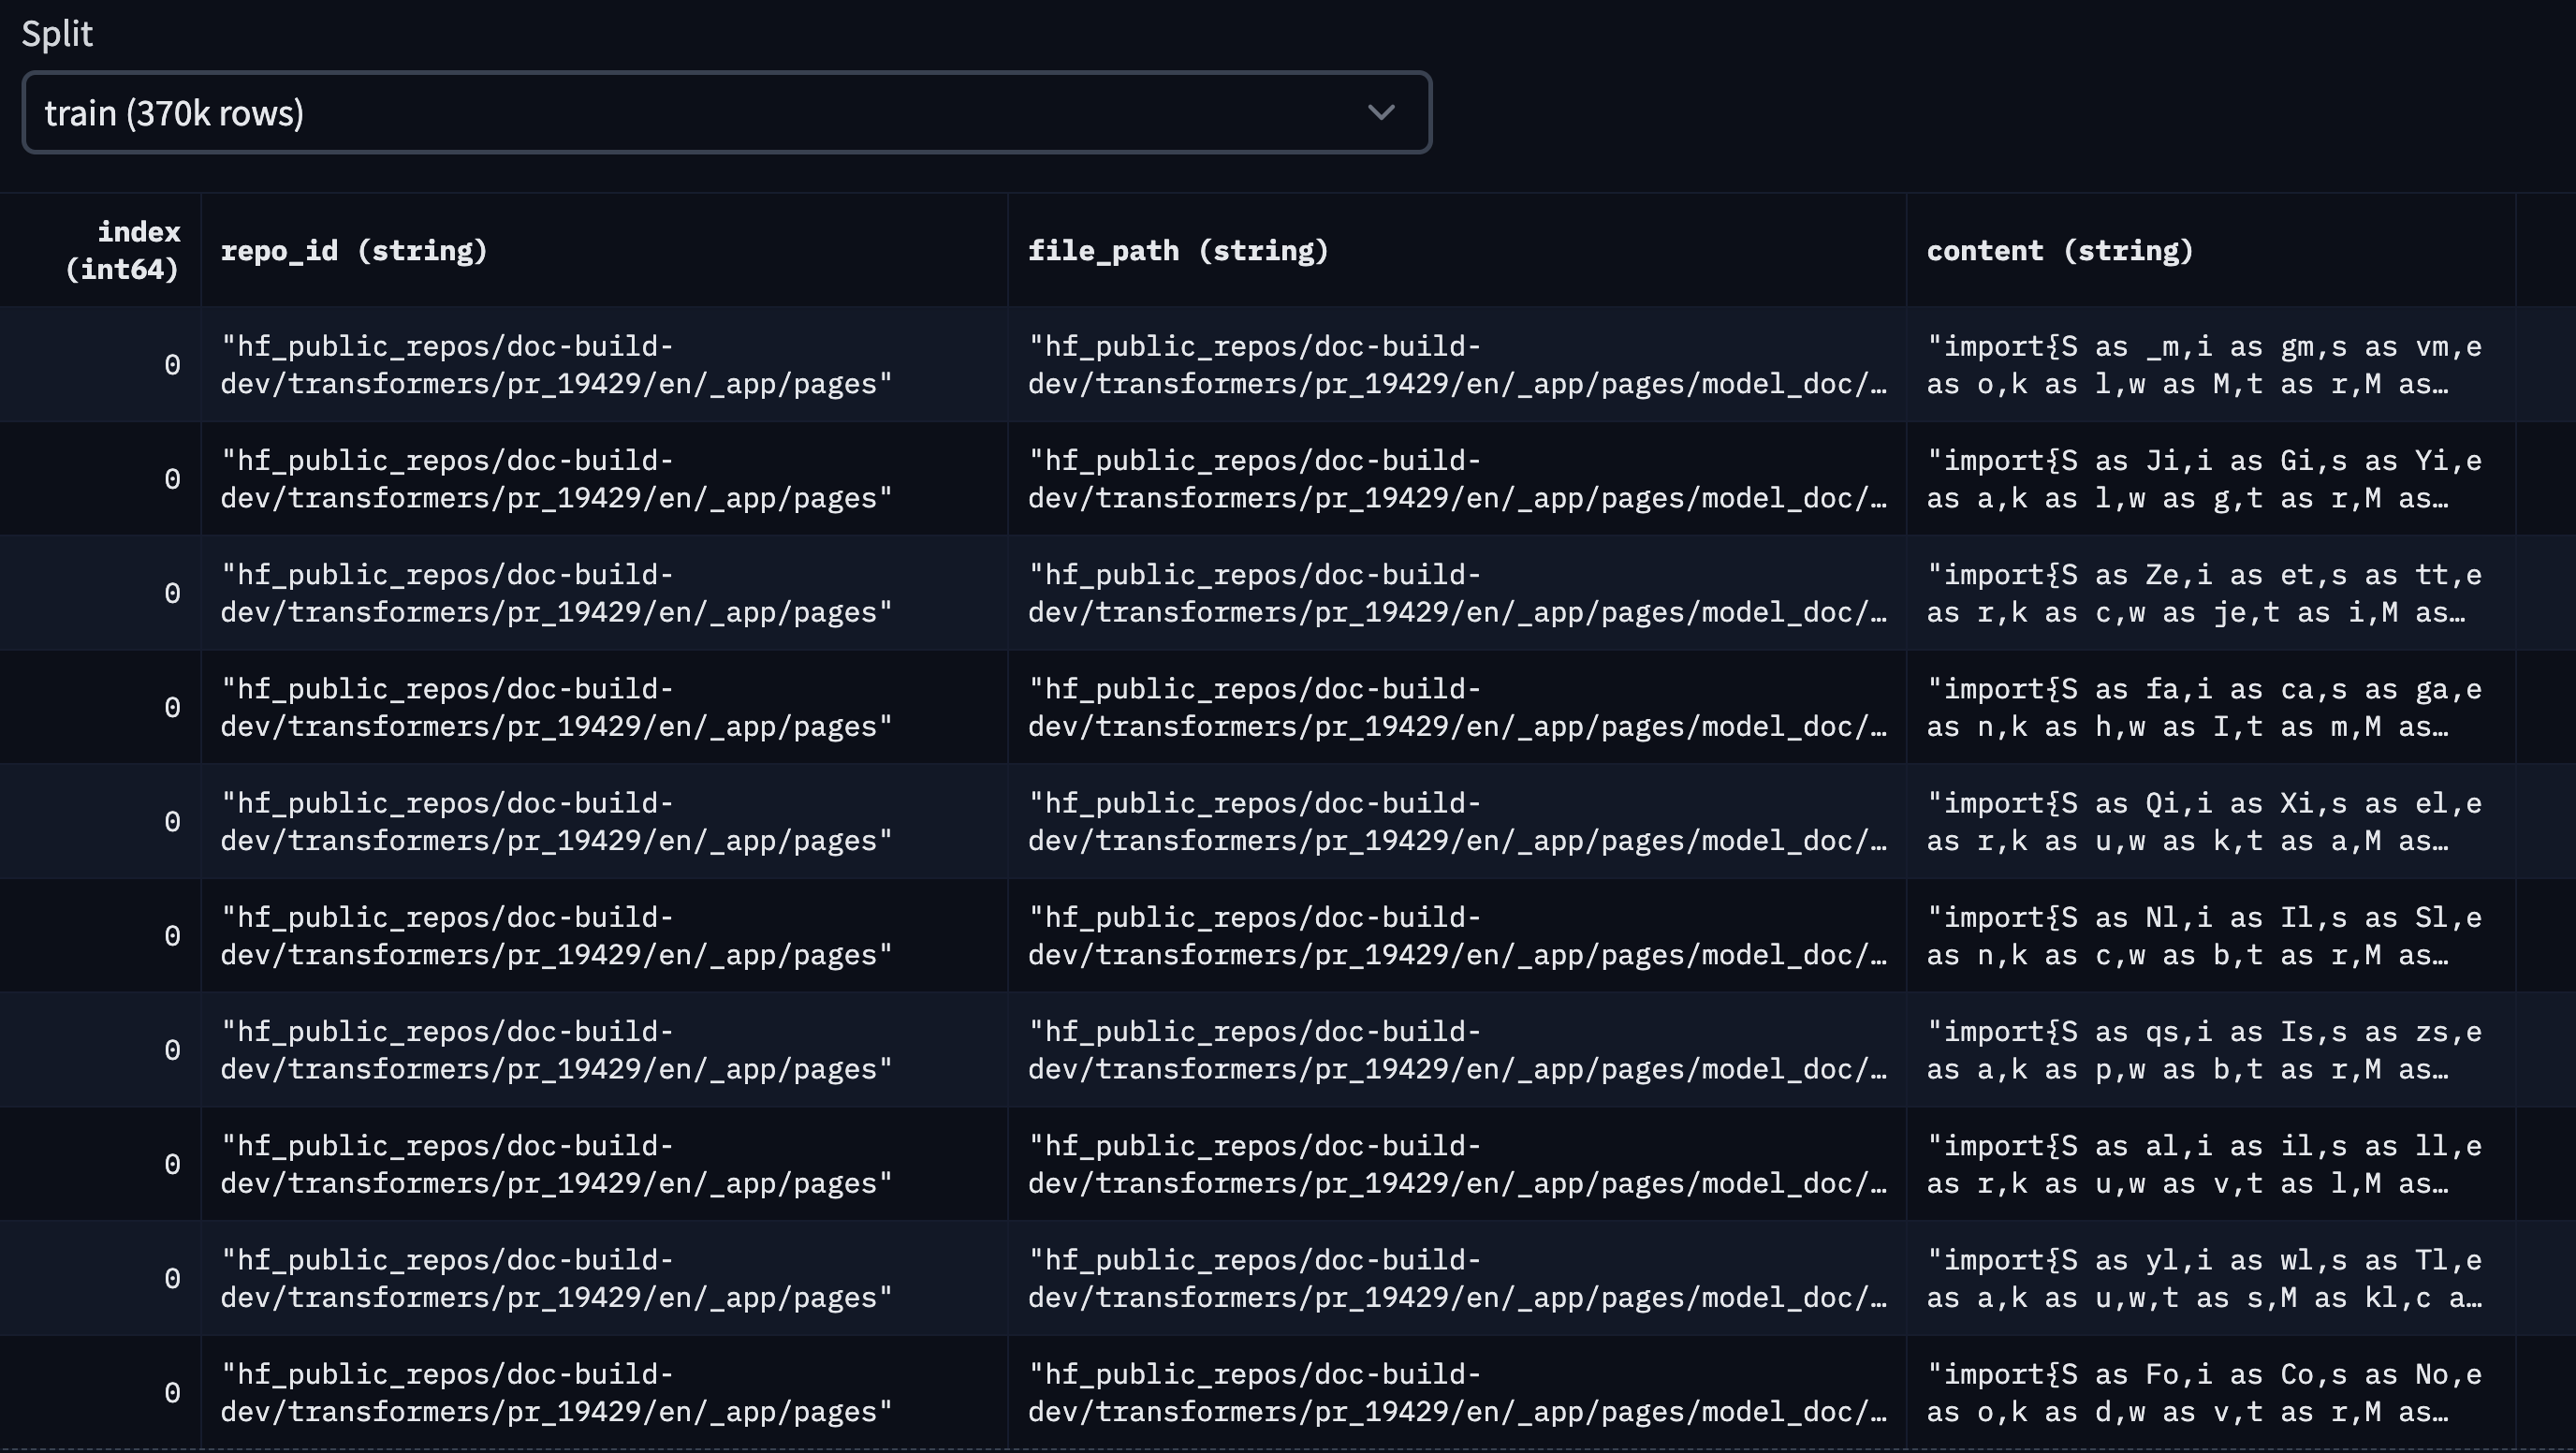 Split
train (370k rows)
index
(int64)
repo_id (string)
file_path (string)
content (string)
0
"hf_public_repos/doc-build-
dev/transformers/pr_19429/en/_app/pages"
"hf_public_repos/doc-build-
dev/transformers/pr_19429/en/_app/pages/model_doc/…
"import{S as _m,i as gm,s as vm,e
as o,k as l,w as M,t as r,M as…
0
"hf_public_repos/doc-build-
dev/transformers/pr_19429/en/_app/pages"
"hf_public_repos/doc-build-
dev/transformers/pr_19429/en/_app/pages/model_doc/…
"import{S as Ji,i as Gi,s as Yi,e
as a,k as l,w as g,t as r,M as…
0
"hf_public_repos/doc-build-
dev/transformers/pr_19429/en/_app/pages"
"hf_public_repos/doc-build-
dev/transformers/pr_19429/en/_app/pages/model_doc/…
"import{S as Ze,i as et,s as tt,e
as r,k as c,w as je,t as i,M as…
0
"hf_public_repos/doc-build-
dev/transformers/pr_19429/en/_app/pages"
"hf_public_repos/doc-build-
dev/transformers/pr_19429/en/_app/pages/model_doc/…
"import{S as fa,i as ca,s as ga,e
as n,k as h,w as I,t as m,M as…
0
"hf_public_repos/doc-build-
dev/transformers/pr_19429/en/_app/pages"
"hf_public_repos/doc-build-
dev/transformers/pr_19429/en/_app/pages/model_doc/…
"import{S as Qi,i as Xi,s as el,e
as r,k as u,w as k,t as a,M as…
0
"hf_public_repos/doc-build-
dev/transformers/pr_19429/en/_app/pages"
"hf_public_repos/doc-build-
dev/transformers/pr_19429/en/_app/pages/model_doc/…
"import{S as Nl,i as Il,s as Sl,e
as n,k as c,w as b,t as r,M as…
0
"hf_public_repos/doc-build-
dev/transformers/pr_19429/en/_app/pages"
"hf_public_repos/doc-build-
dev/transformers/pr_19429/en/_app/pages/model_doc/…
"import{S as qs,i as Is,s as zs,e
as a,k as p,w as b,t as r,M as…
0
"hf_public_repos/doc-build-
dev/transformers/pr_19429/en/_app/pages"
"hf_public_repos/doc-build-
dev/transformers/pr_19429/en/_app/pages/model_doc/…
"import{S as al,i as il,s as ll,e
as r,k as u,w as v,t as l,M as…
0
"hf_public_repos/doc-build-
dev/transformers/pr_19429/en/_app/pages"
"hf_public_repos/doc-build-
dev/transformers/pr_19429/en/_app/pages/model_doc/…
"import{S as yl,i as wl,s as Tl,e
as a,k as u,w,t as s,M as kl,c a…
0
"hf_public_repos/doc-build-
dev/transformers/pr_19429/en/_app/pages"
"hf_public_repos/doc-build-
dev/transformers/pr_19429/en/_app/pages/model_doc/…
"import{S as Fo,i as Co,s as No,e
as o,k as d,w as v,t as r,M as…